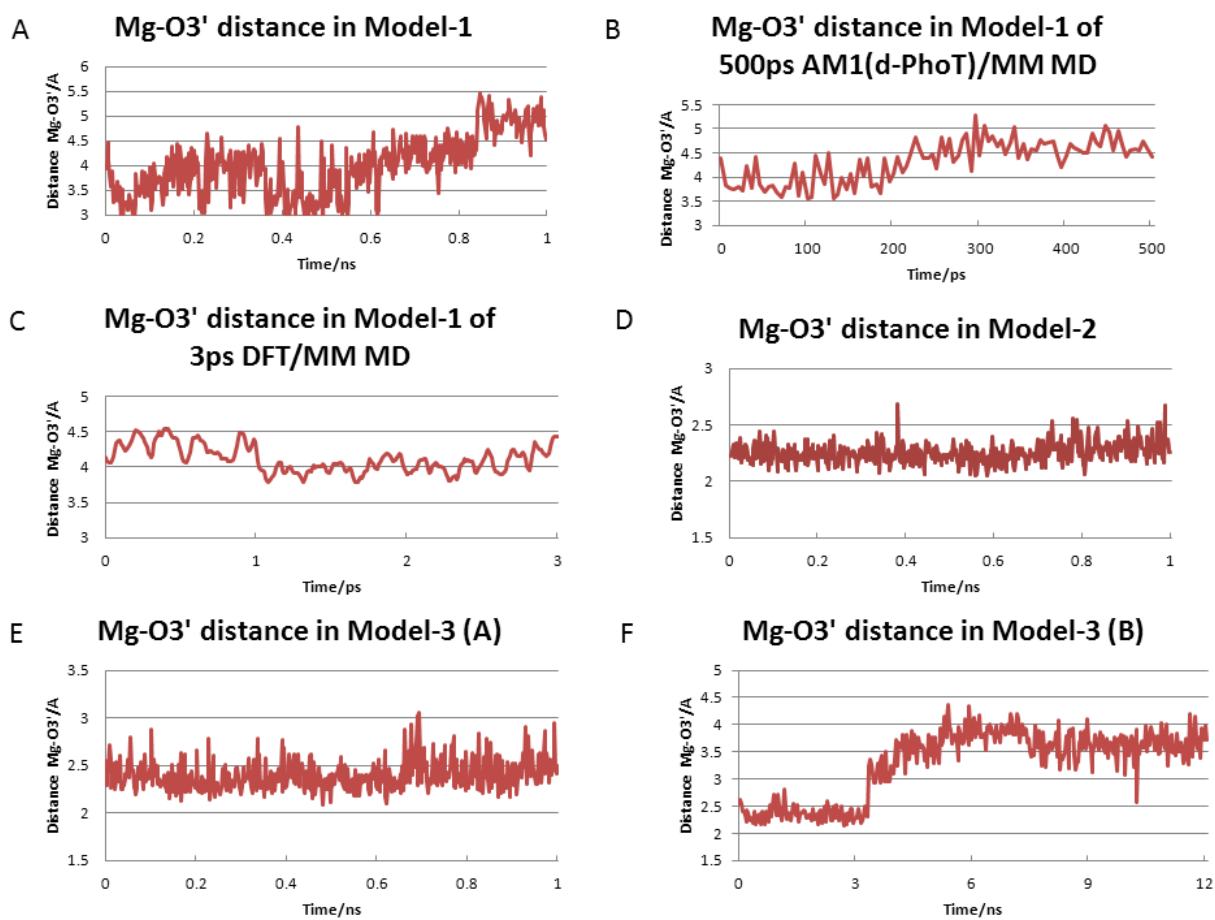 A
Mg-O3' distance in Model-1
Distance Mg-O3'/A
6
5.5
5
4.5
4
3.5
3
0
0.2
0.4
0.6
0.8
1
Time/ns
B
Mg-O3' distance in Model-1 of
500ps AM1(d-PhoT)/MM MD
Distance Mg-O3'/A
5.5
5
4.5
4
3.5
3
0
100
200
300
400
500
Time/ps
C
Mg-O3' distance in Model-1 of
3ps DFT/MM MD
Distance Mg-O3'/A
5
4.5
4
3.5
3
0
1
2
3
Time/ps
D
Mg-O3' distance in Model-2
Distance Mg-O3'/A
3
2.5
2
1.5
0
0.2
0.4
0.6
0.8
1
Time/ns
E
Mg-O3' distance in Model-3 (A)
Distance Mg-O3'/A
3.5
3
2.5
2
1.5
0
0.2
0.4
0.6
0.8
1
Time/ns
F
Mg-O3' distance in Model-3 (B)
Distance Mg-O3'/A
5
4.5
4
3.5
3
2.5
2
1.5
0
3
6
9
12
Time/ns